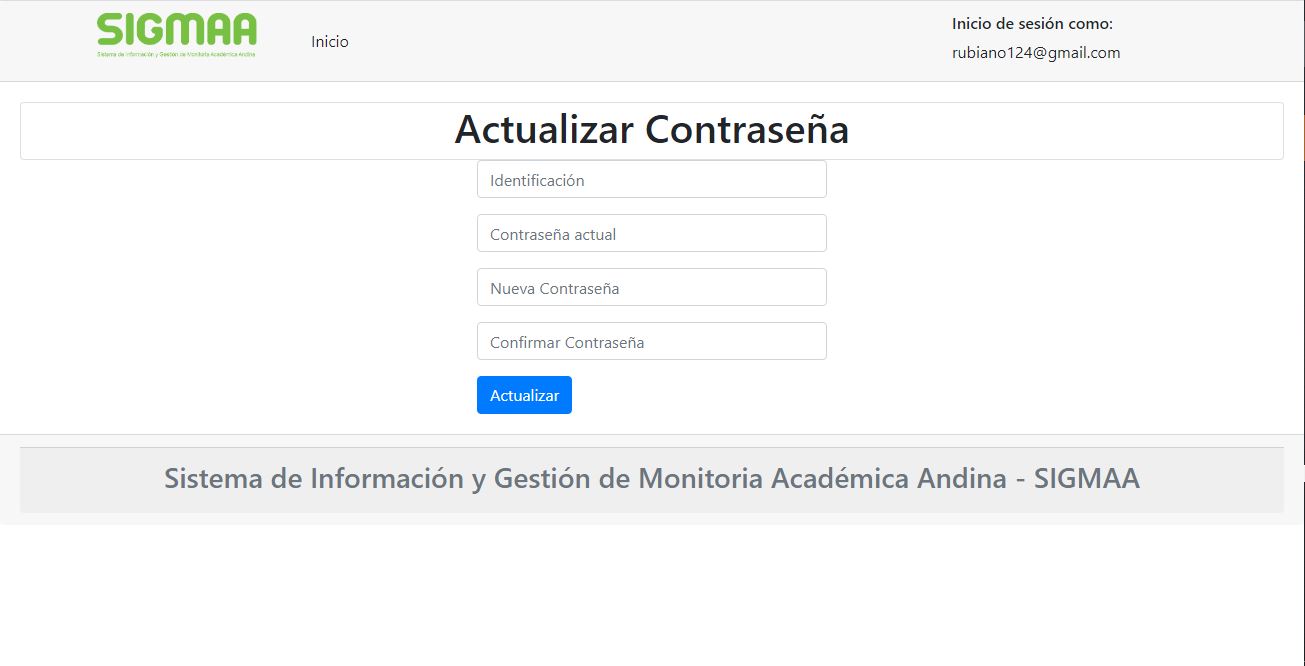 SIGMAA
Sistema de Información y Gestión de Monitoria Académica Andina
Inicio
Inicio de sesión como:
rubiano124@gmail.com
Actualizar Contraseña
Identificación
Contraseña actual
Nueva Contraseña
Confirmar Contraseña
Actualizar
Sistema de Información y Gestión de Monitoria Académica Andina - SIGMAA